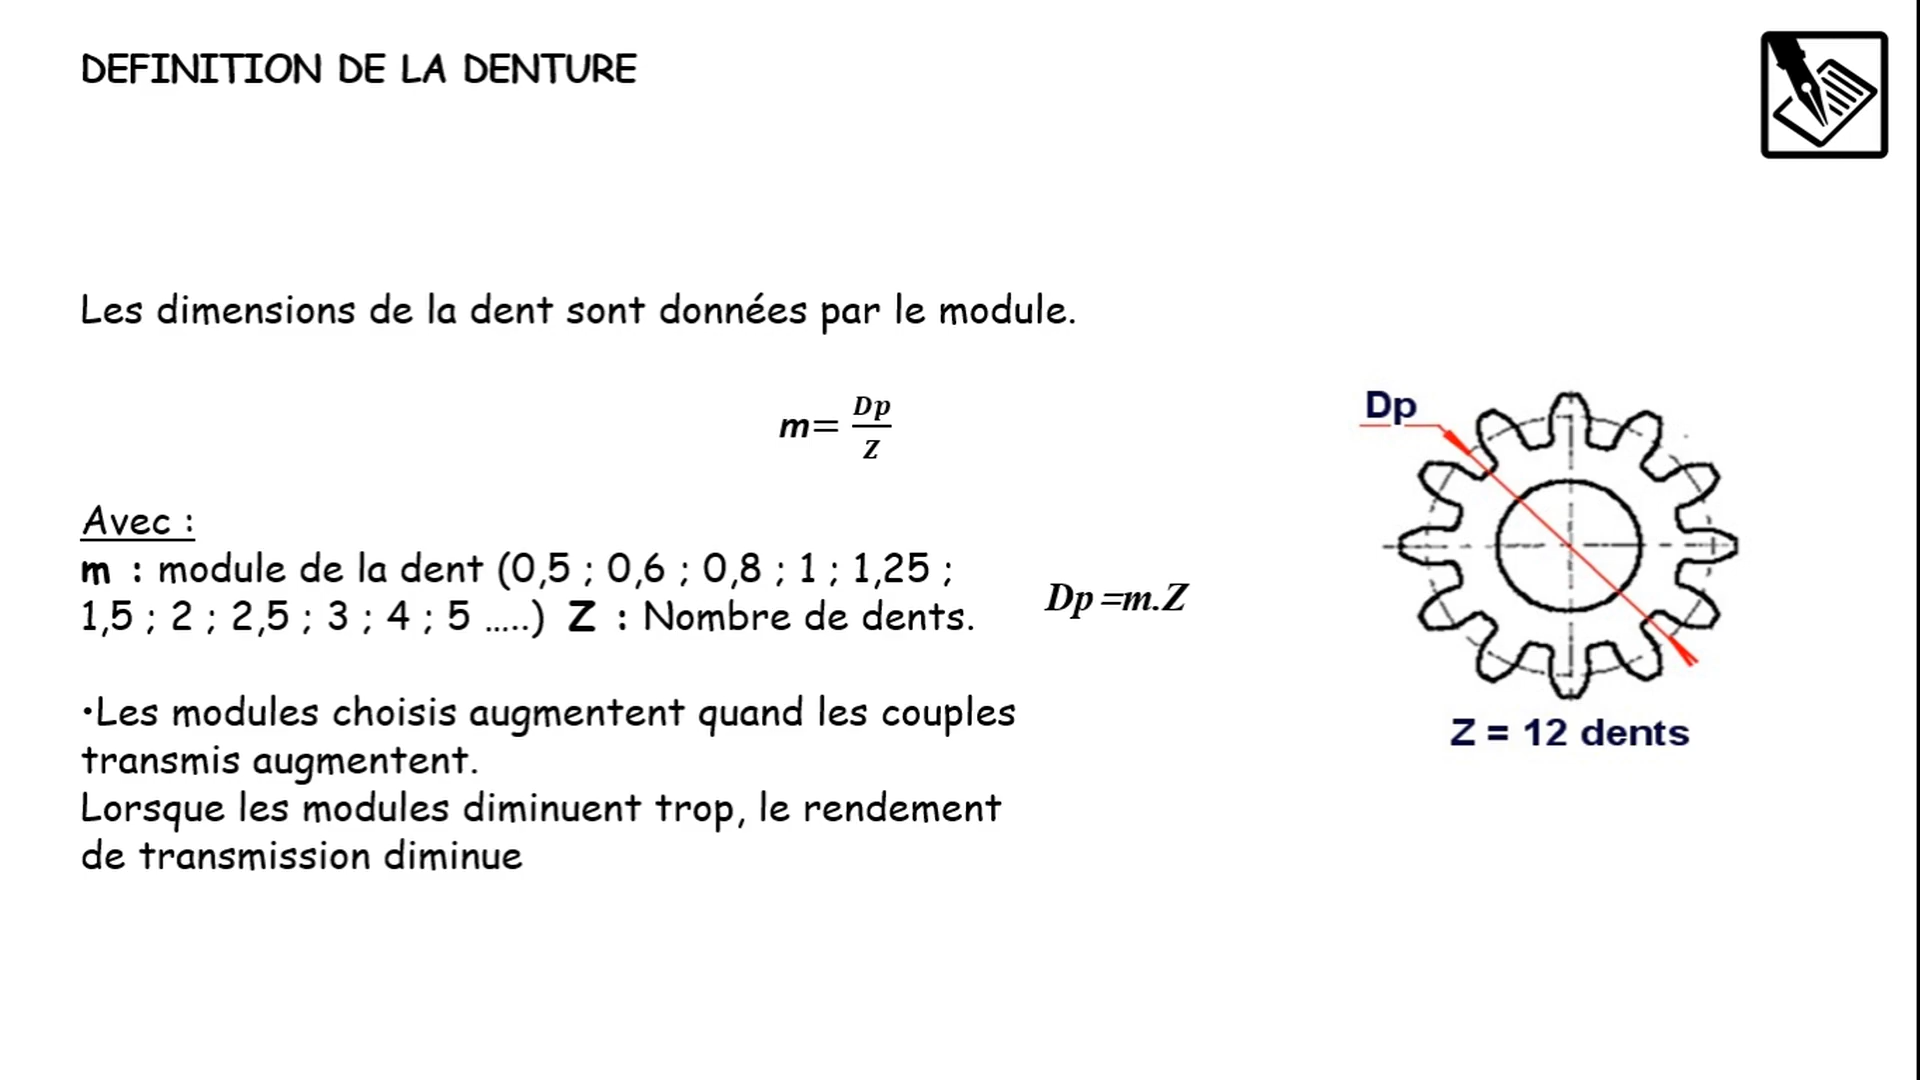 DEFINITION DE LA DENTURE
Les dimensions de la dent sont données par le module.
m= Dp/Z
Avec :
m : module de la dent (0,5 ; 0,6 ; 0,8 ; 1 ; 1,25 ;
1,5 ; 2 ; 2,5 ; 3 ; 4 ; 5 …..) Z : Nombre de dents.
Dp=m.Z
•Les modules choisis augmentent quand les couples
transmis augmentent.
Lorsque les modules diminuent trop, le rendement
de transmission diminue
Dp
Z = 12 dents